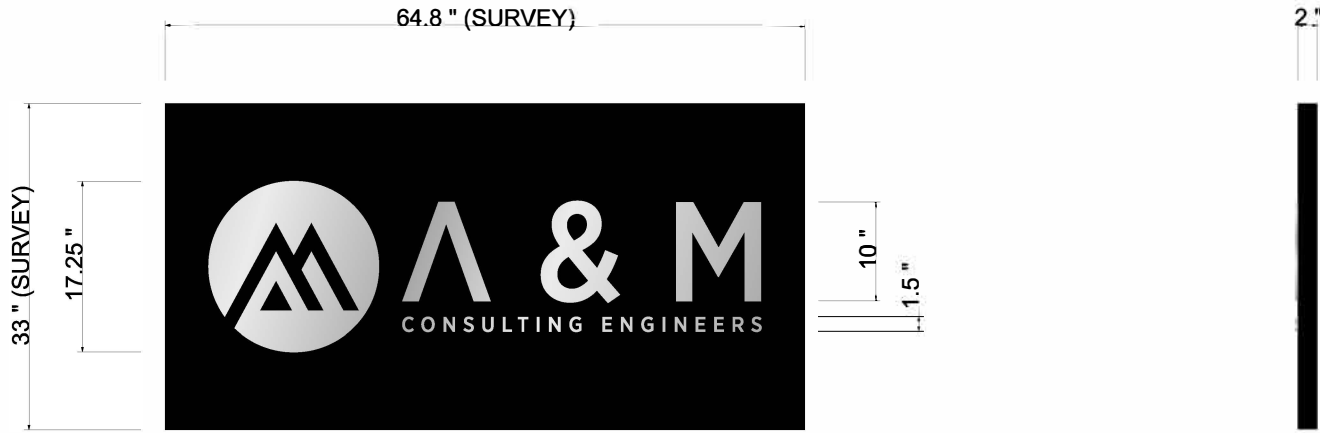 64.8 " (SURVEY)
2 "
33 " (SURVEY)
17.25 "
Λ & M
CONSULTING ENGINEERS
10 "
1.5 "